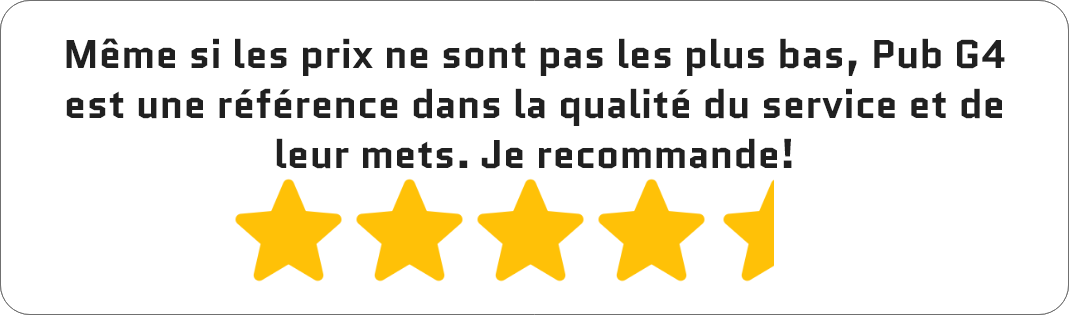 Même si les prix ne sont pas les plus bas, Pub G4
est une référence dans la qualité du service et de
leur mets. Je recommande!